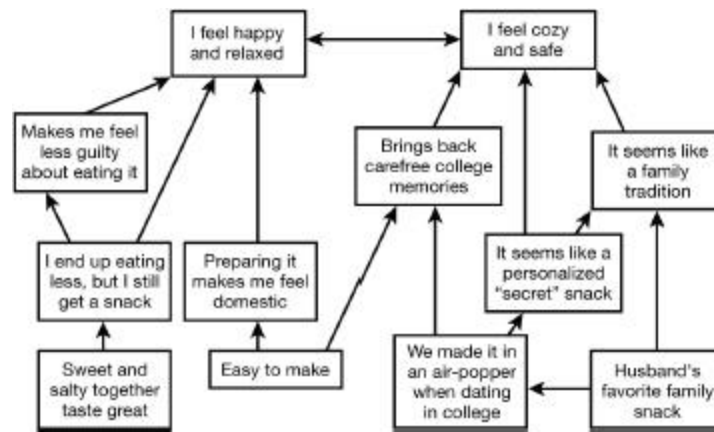 I feel happy
and relaxed
I feel cozy
and safe
Makes me feel
less guilty
about eating it
Brings back
carefree college
memories
It seems like
a family
tradition
I end up eating
less, but I still
get a snack
Preparing it
makes me feel
domestic
It seems like a
personalized
“secret” snack
Sweet and
salty together
taste great
Easy to make
We made it in
an air-popper
when dating
in college
Husband's
favorite family
snack